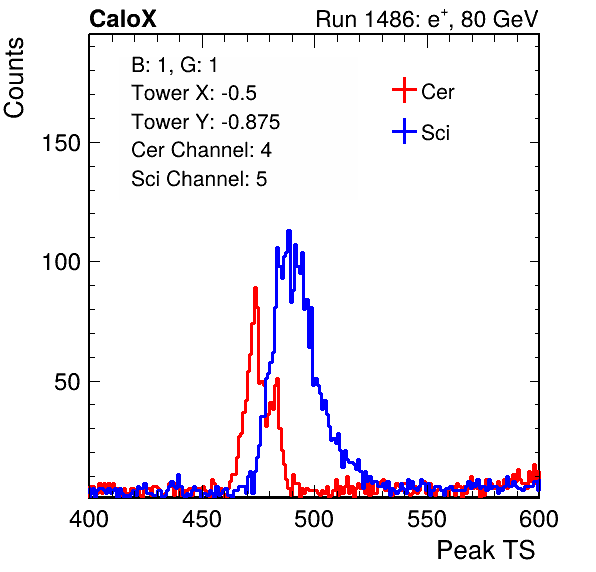 CaloX
Run 1486: e+, 80 GeV
Counts
B: 1, G: 1
Tower X: -0.5
Tower Y: -0.875
Cer Channel: 4
Sci Channel: 5
Cer
Sci
150
100
50
400 450 500 550 600
Peak TS